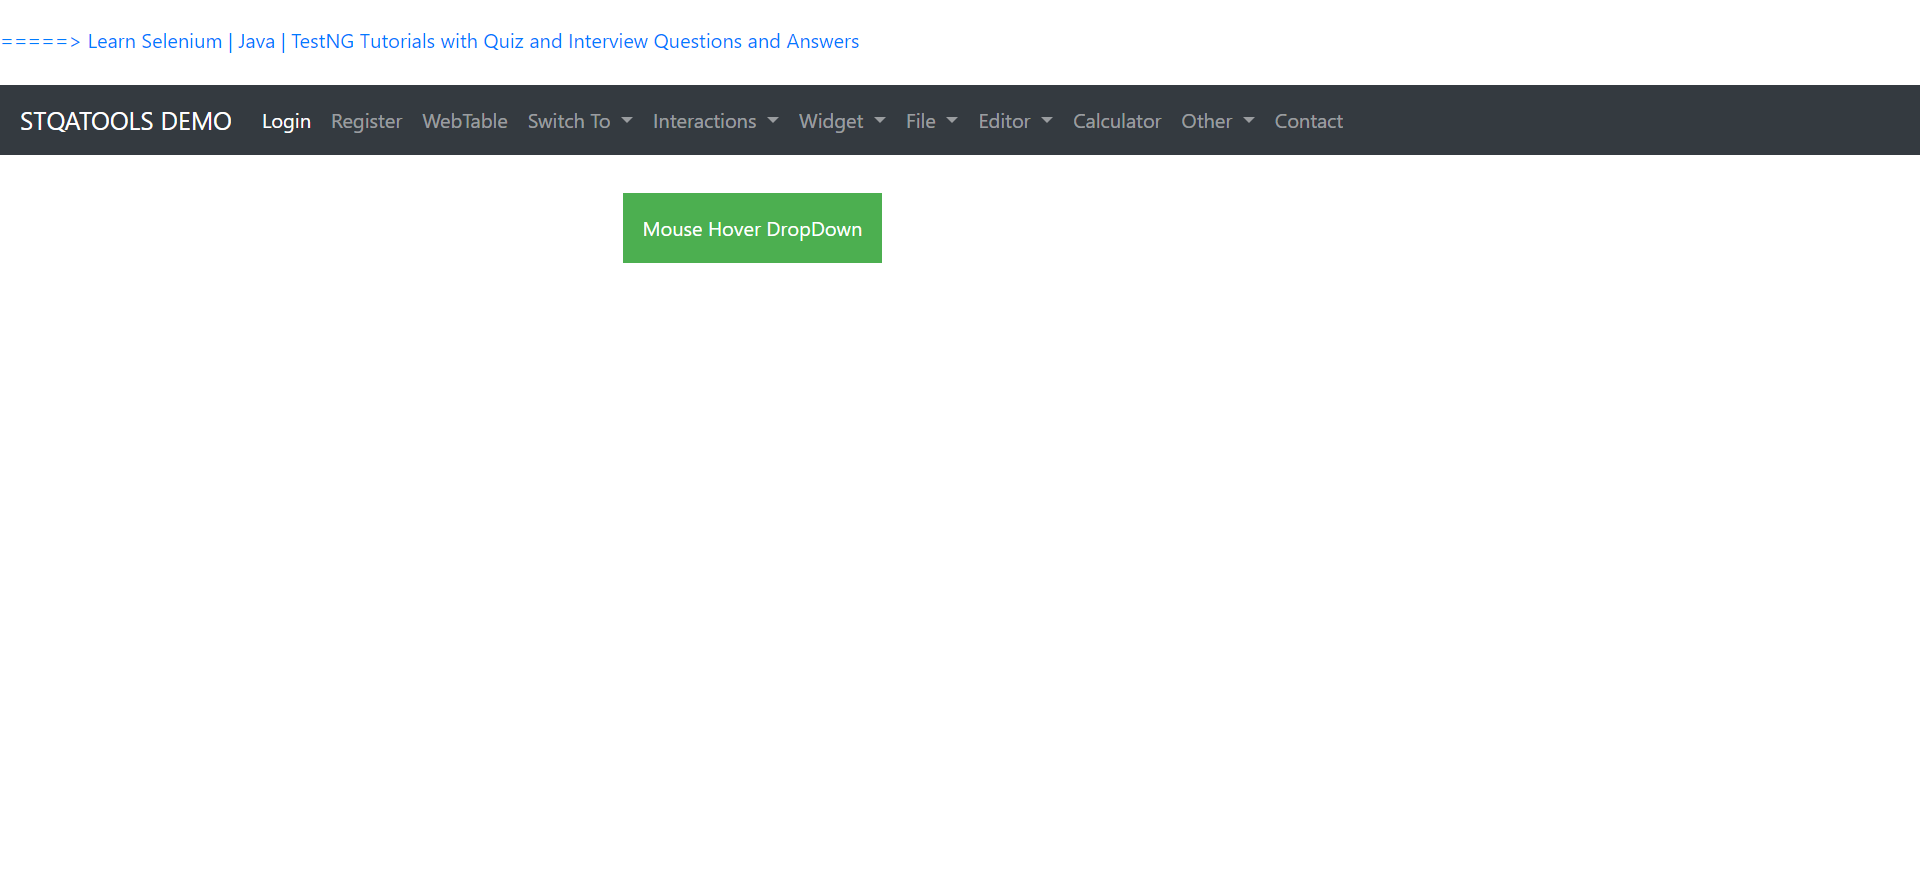 =====> Learn Selenium | Java | TestNG Tutorials with Quiz and Interview Questions and Answers
STQATOOLS DEMO Login Register WebTable Switch To Interactions Widget File Editor Calculator Other Contact
Mouse Hover DropDown